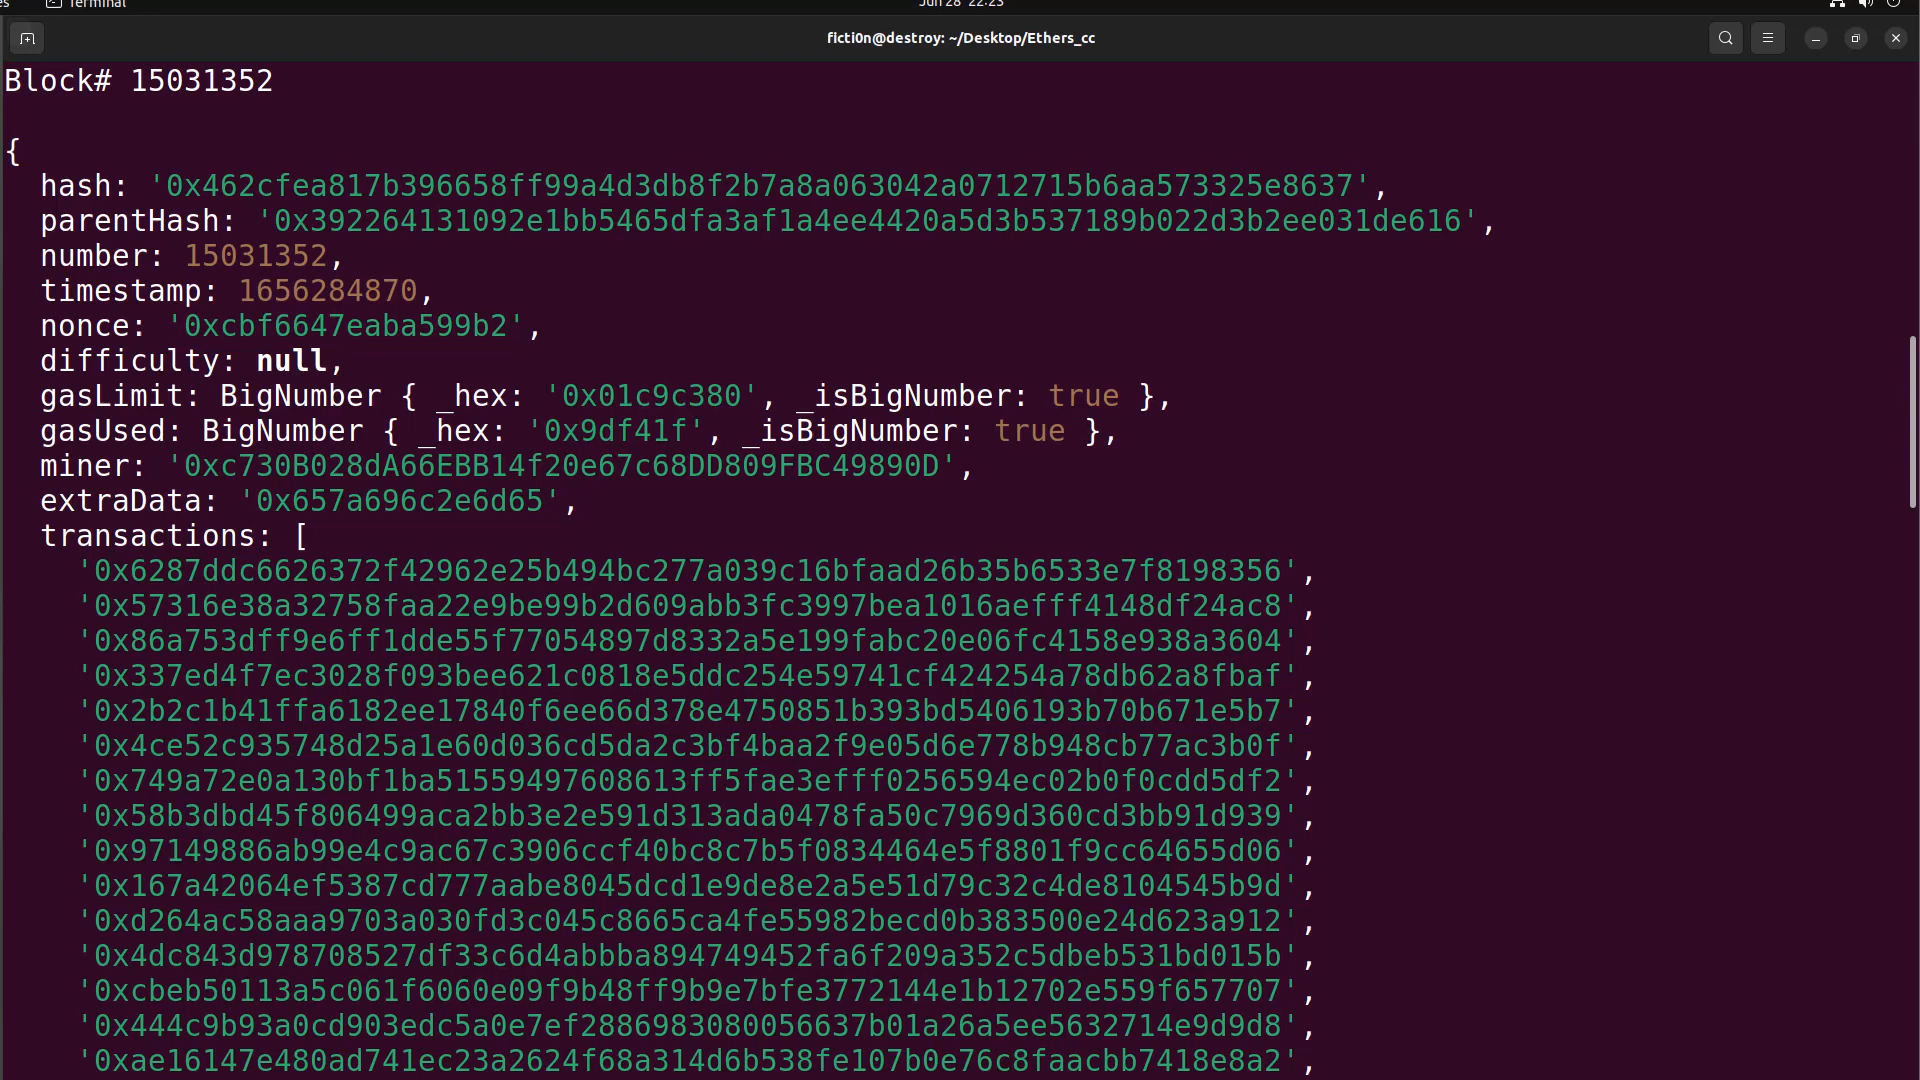 Terminal
Jun 28 22:23
ficti0n@destroy: ~/Desktop/Ethers_cc
Block# 15031352
{
hash: '0x462cfea817b396658ff99a4d3db8f2b7a8a063042a0712715b6aa573325e8637',
parentHash: '0x392264131092e1bb5465dfa3af1a4ee4420a5d3b537189b022d3b2ee031de616',
number: 15031352,
timestamp: 1656284870,
nonce: '0xcbf6647eaba599b2',
difficulty: null,
gasLimit: BigNumber { _hex: '0x01c9c380', _isBigNumber: true },
gasUsed: BigNumber { _hex: '0x9df41f', _isBigNumber: true },
miner: '0xc730B028dA66EBB14f20e67c68DD809FBC49890D',
extraData: '0x657a696c2e6d65',
transactions: [
'0x6287ddc6626372f42962e25b494bc277a039c16bfaad26b35b6533e7f8198356',
'0x57316e38a32758faa22e9be99b2d609abb3fc3997bea1016aefff4148df24ac8',
'0x86a753dff9e6ff1dde55f77054897d8332a5e199fabc20e06fc4158e938a3604',
'0x337ed4f7ec3028f093bee621c0818e5ddc254e59741cf424254a78db62a8fbaf',
'0x2b2c1b41ffa6182ee17840f6ee66d378e4750851b393bd5406193b70b671e5b7',
'0x4ce52c935748d25a1e60d036cd5da2c3bf4baa2f9e05d6e778b948cb77ac3b0f',
'0x749a72e0a130bf1ba51559497608613ff5fae3efff0256594ec02b0f0cdd5df2',
'0x58b3dbd45f806499aca2bb3e2e591d313ada0478fa50c7969d360cd3bb91d939',
'0x97149886ab99e4c9ac67c3906ccf40bc8c7b5f0834464e5f8801f9cc64655d06',
'0x167a42064ef5387cd777aabe8045dcd1e9de8e2a5e51d79c32c4de8104545b9d',
'0xd264ac58aaa9703a030fd3c045c8665ca4fe55982becd0b383500e24d623a912',
'0x4dc843d978708527df33c6d4abbba894749452fa6f209a352c5dbeb531bd015b',
'0xcbeb50113a5c061f6060e09f9b48ff9b9e7bfe3772144e1b12702e559f657707',
'0x444c9b93a0cd903edc5a0e7ef2886983080056637b01a26a5ee5632714e9d9d8',
'0xae16147e480ad741ec23a2624f68a314d6b538fe107b0e76c8faacbb7418e8a2',